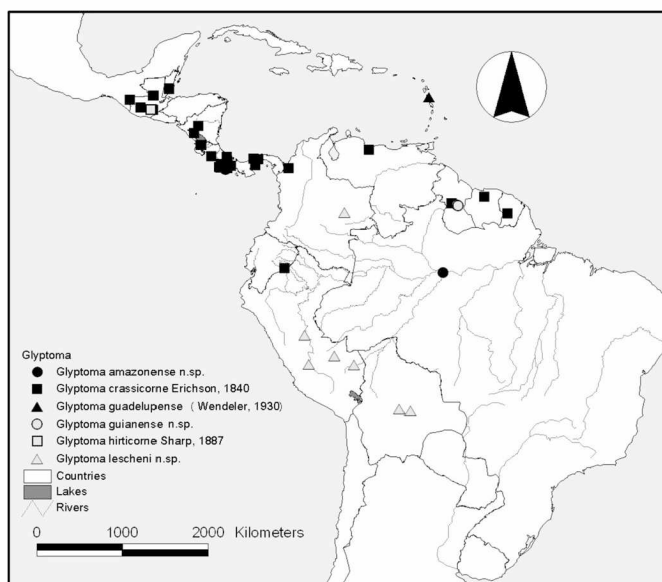 Glyptoma
Glyptoma amazonense n.sp.
Glyptoma crassicorne Erichson, 1840
Glyptoma guadelupense ( Wendeler, 1930)
Glyptoma guianense n.sp.
Glyptoma hirticorne Sharp, 1887
Glyptoma lescheni n.sp.
Countries
Lakes
Rivers
0 1000 2000 Kilometers